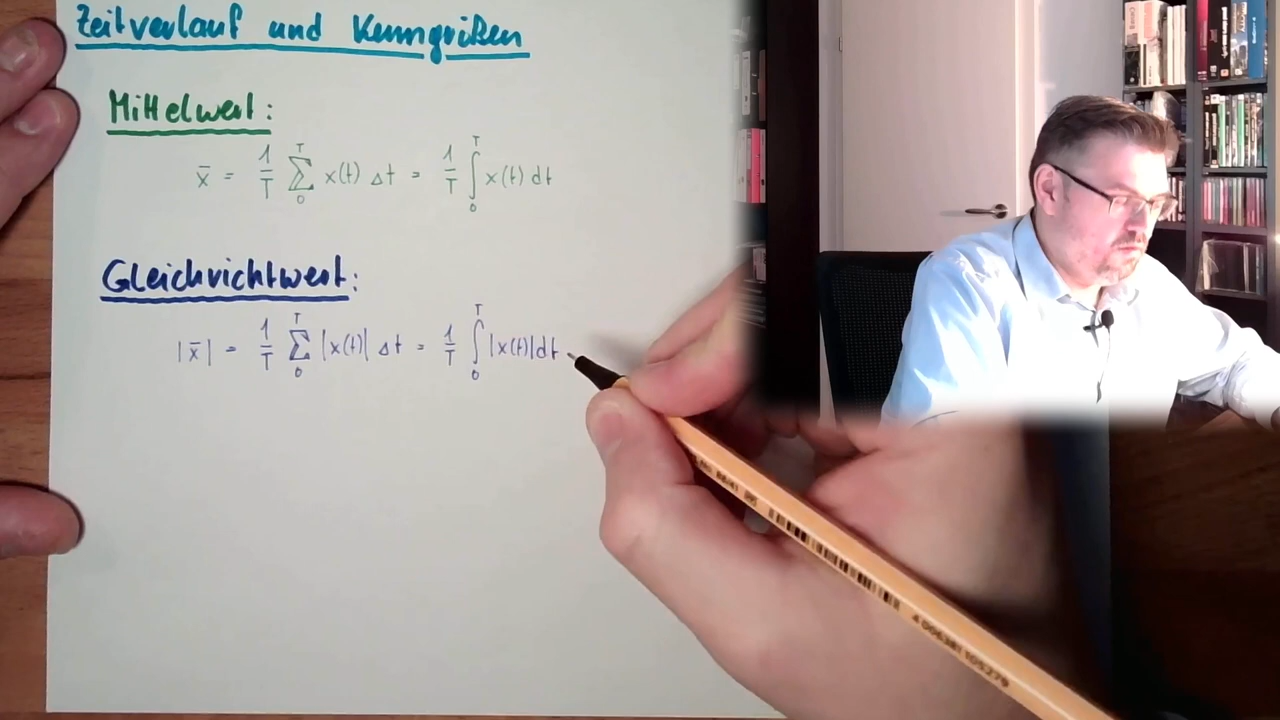 Zeitverlauf und Kenngrößen
Mittelwert:
x̄ = 1/T ∑₀ᵀ x(t) Δt = 1/T ∫₀ᵀ x(t) dt
Gleichrichtwert:
|x̄| = 1/T ∑₀ᵀ |x(t)| Δt = 1/T ∫₀ᵀ |x(t)| dt